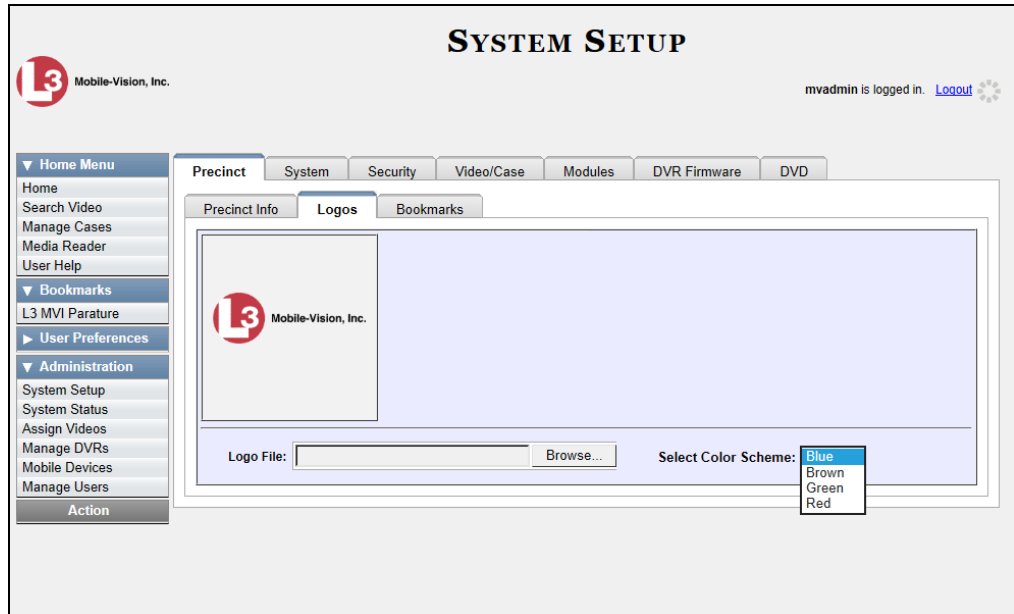 SYSTEM SETUP
L3 Mobile-Vision, Inc.
mvadmin is logged in. Logout
▼ Home Menu
Home
Search Video
Manage Cases
Media Reader
User Help
▼ Bookmarks
L3 MVI Parature
▶ User Preferences
▼ Administration
System Setup
System Status
Assign Videos
Manage DVRs
Mobile Devices
Manage Users
Action
Precinct System Security Video/Case Modules DVR Firmware DVD
Precinct Info Logos Bookmarks
L3 Mobile-Vision, Inc.
Logo File: Browse... Select Color Scheme: Blue
Brown
Green
Red